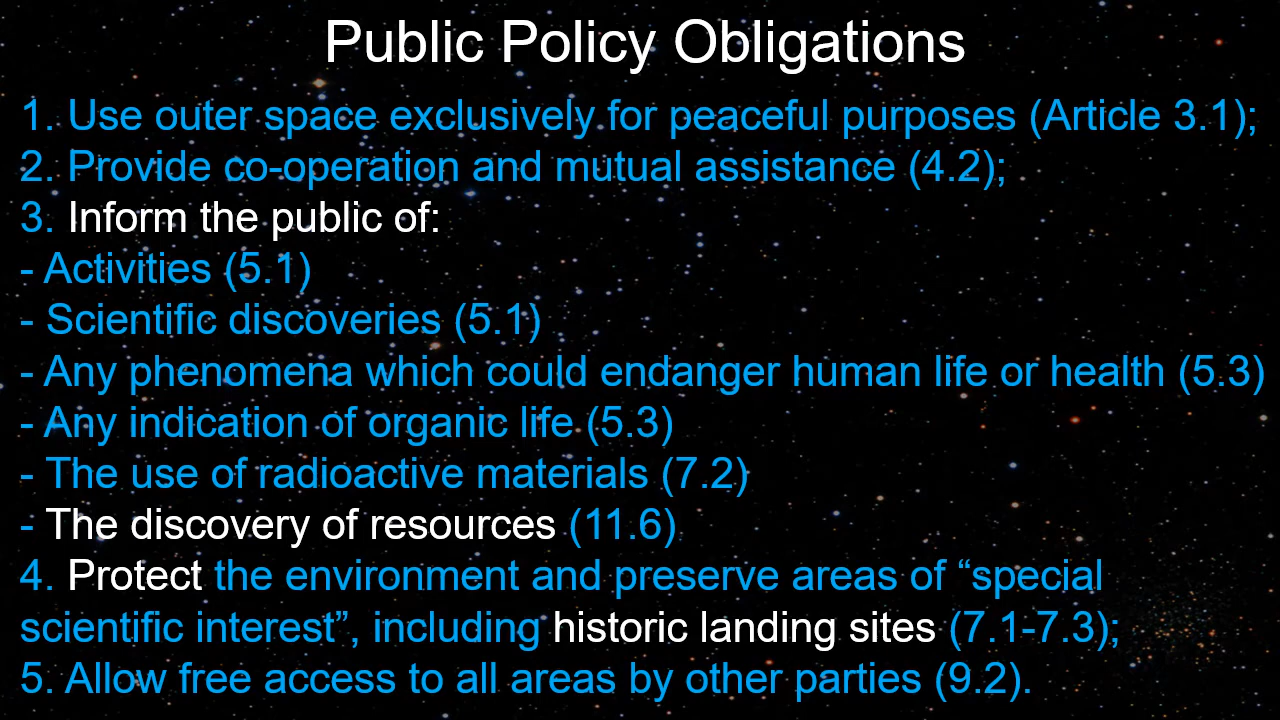 Public Policy Obligations
1. Use outer space exclusively for peaceful purposes (Article 3.1);
2. Provide co-operation and mutual assistance (4.2);
3. Inform the public of:
- Activities (5.1)
- Scientific discoveries (5.1)
- Any phenomena which could endanger human life or health (5.3)
- Any indication of organic life (5.3)
- The use of radioactive materials (7.2)
- The discovery of resources (11.6)
4. Protect the environment and preserve areas of “special
scientific interest”, including historic landing sites (7.1-7.3);
5. Allow free access to all areas by other parties (9.2).